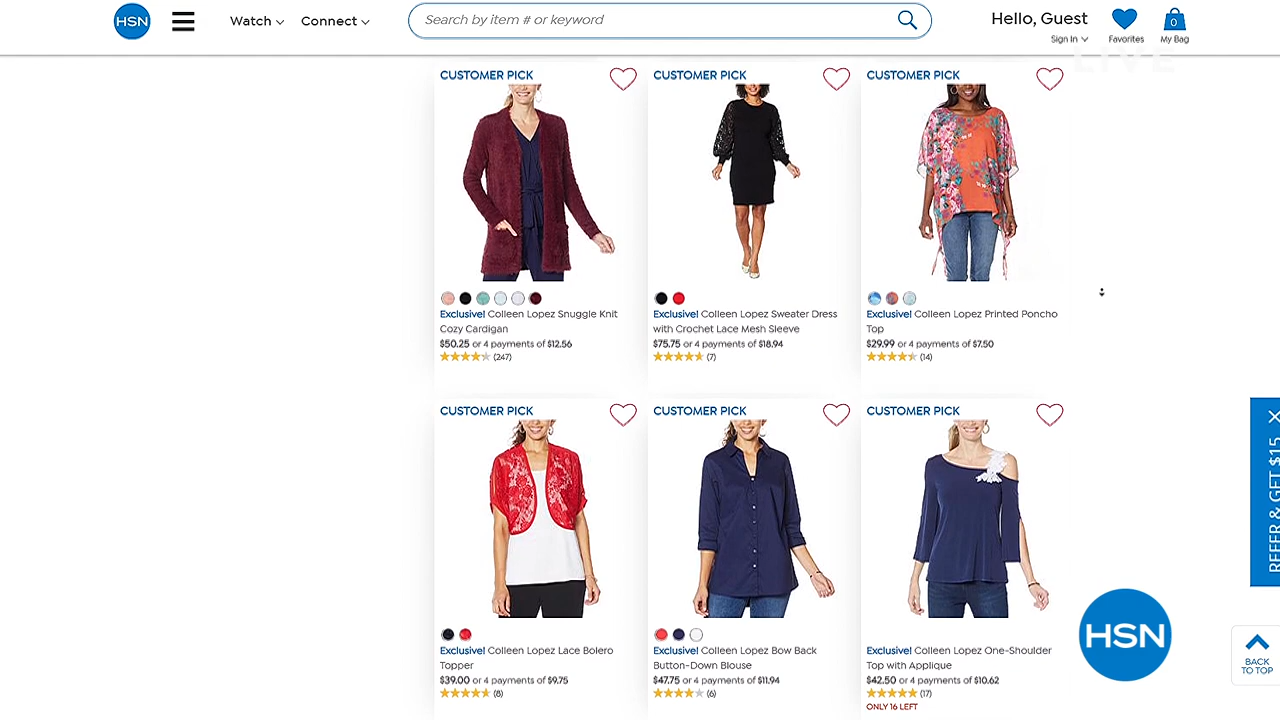 HSN
Watch
Connect
Search by item # or keyword
Hello, Guest
Sign In
Favorites
0
My Bag
LIVE
CUSTOMER PICK
CUSTOMER PICK
CUSTOMER PICK
Exclusive! Colleen Lopez Snuggle Knit
Cozy Cardigan
$50.25 or 4 payments of $12.56
(247)
Exclusive! Colleen Lopez Sweater Dress
with Crochet Lace Mesh Sleeve
$75.75 or 4 payments of $18.94
(7)
Exclusive! Colleen Lopez Printed Poncho
Top
$29.99 or 4 payments of $7.50
(14)
CUSTOMER PICK
CUSTOMER PICK
CUSTOMER PICK
Exclusive! Colleen Lopez Lace Bolero
Topper
$39.00 or 4 payments of $9.75
(8)
Exclusive! Colleen Lopez Bow Back
Button-Down Blouse
$47.75 or 4 payments of $11.94
(6)
Exclusive! Colleen Lopez One-Shoulder
Top with Applique
$42.50 or 4 payments of $10.62
(17)
ONLY 16 LEFT
REFER & GET $15
HSN
BACK
TO TOP